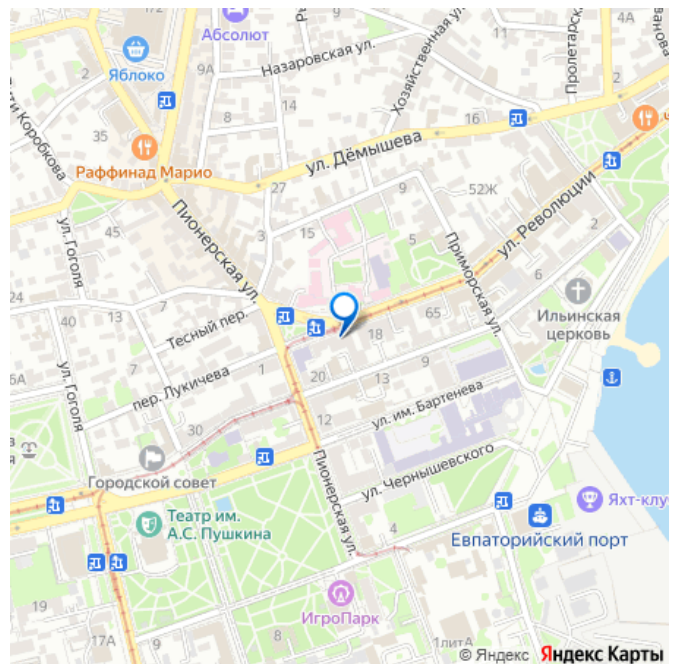 Абсолют
4А
Назаровская ул.
Хозяйственная ул.
Пролетарск
ванова
Яблоко
2
9А
8
14
16
ти Коробкова
35
Раффинад Марио
ул. Дёмышева
27
9
52Ж
ул. Революции
2
ул. Гоголя
45
Пионерская ул.
3
15
5
Приморская ул.
6
Ильинская
церковь
24
40
13
Тесный пер.
18
65
6А
ул. Гоголя
пер. Лукичева
1
20
13
9
30
12
ул. им. Бартенева
Городской совет
ул. Чернышевского
Театр им.
А.С. Пушкина
Пионерская ул.
4
Яхт-клу
Евпаторийский порт
ИгроПарк
19
17А
9
8
1литА
© Яндекс Яндекс Карты